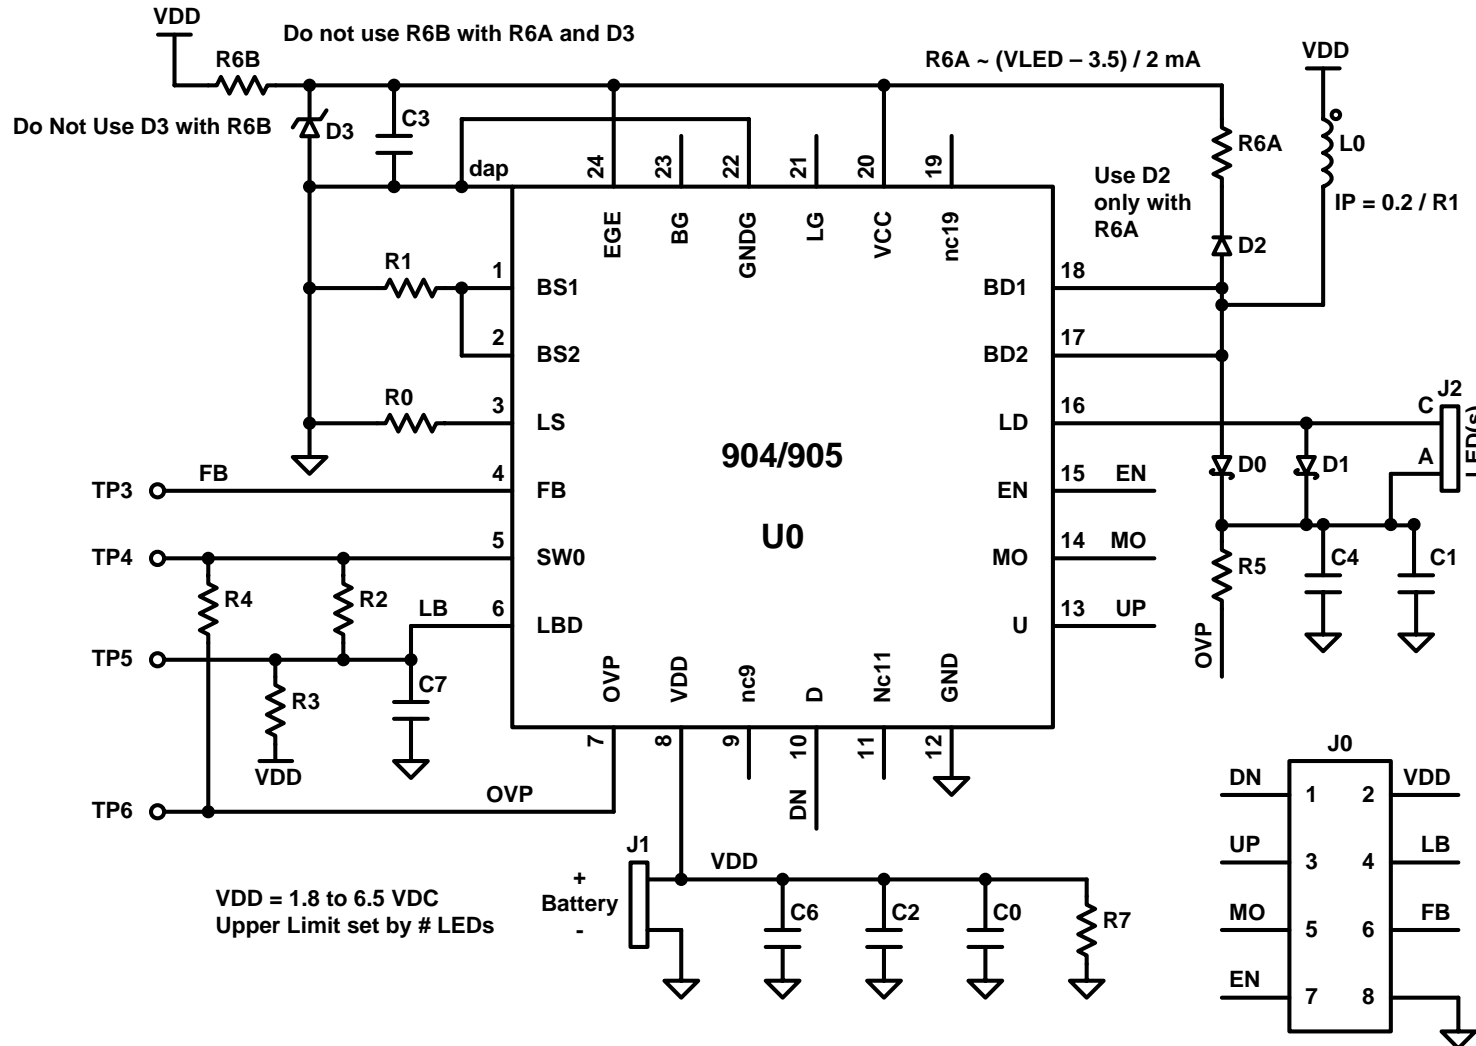 VDD
Do not use R6B with R6A and D3
R6B
R6A ~ (VLED – 3.5) / 2 mA
VDD
Do Not Use D3 with R6B
D3
C3
R6A
L0
dap
24
23
22
21
20
19
Use D2
only with
R6A
IP = 0.2 / R1
EGE
BG
GNDG
LG
VCC
nc19
D2
R1
1
BS1
BD1
18
2
BS2
BD2
17
R0
3
LS
LD
16
C
J2
904/905
A
LED(s)
D0
D1
FB
TP3
4
FB
EN
15
EN
U0
TP4
5
SW0
MO
14
MO
R4
R2
R5
C4
C1
LB
6
LBD
U
13
UP
TP5
OVP
R3
C7
OVP
VDD
nc9
D
Nc11
GND
VDD
7
8
9
10
11
12
TP6
OVP
DN
J0
DN
1
2
VDD
UP
3
4
LB
MO
5
6
FB
EN
7
8
J1
VDD
+
Battery
-
C6
C2
C0
R7
VDD = 1.8 to 6.5 VDC
Upper Limit set by # LEDs